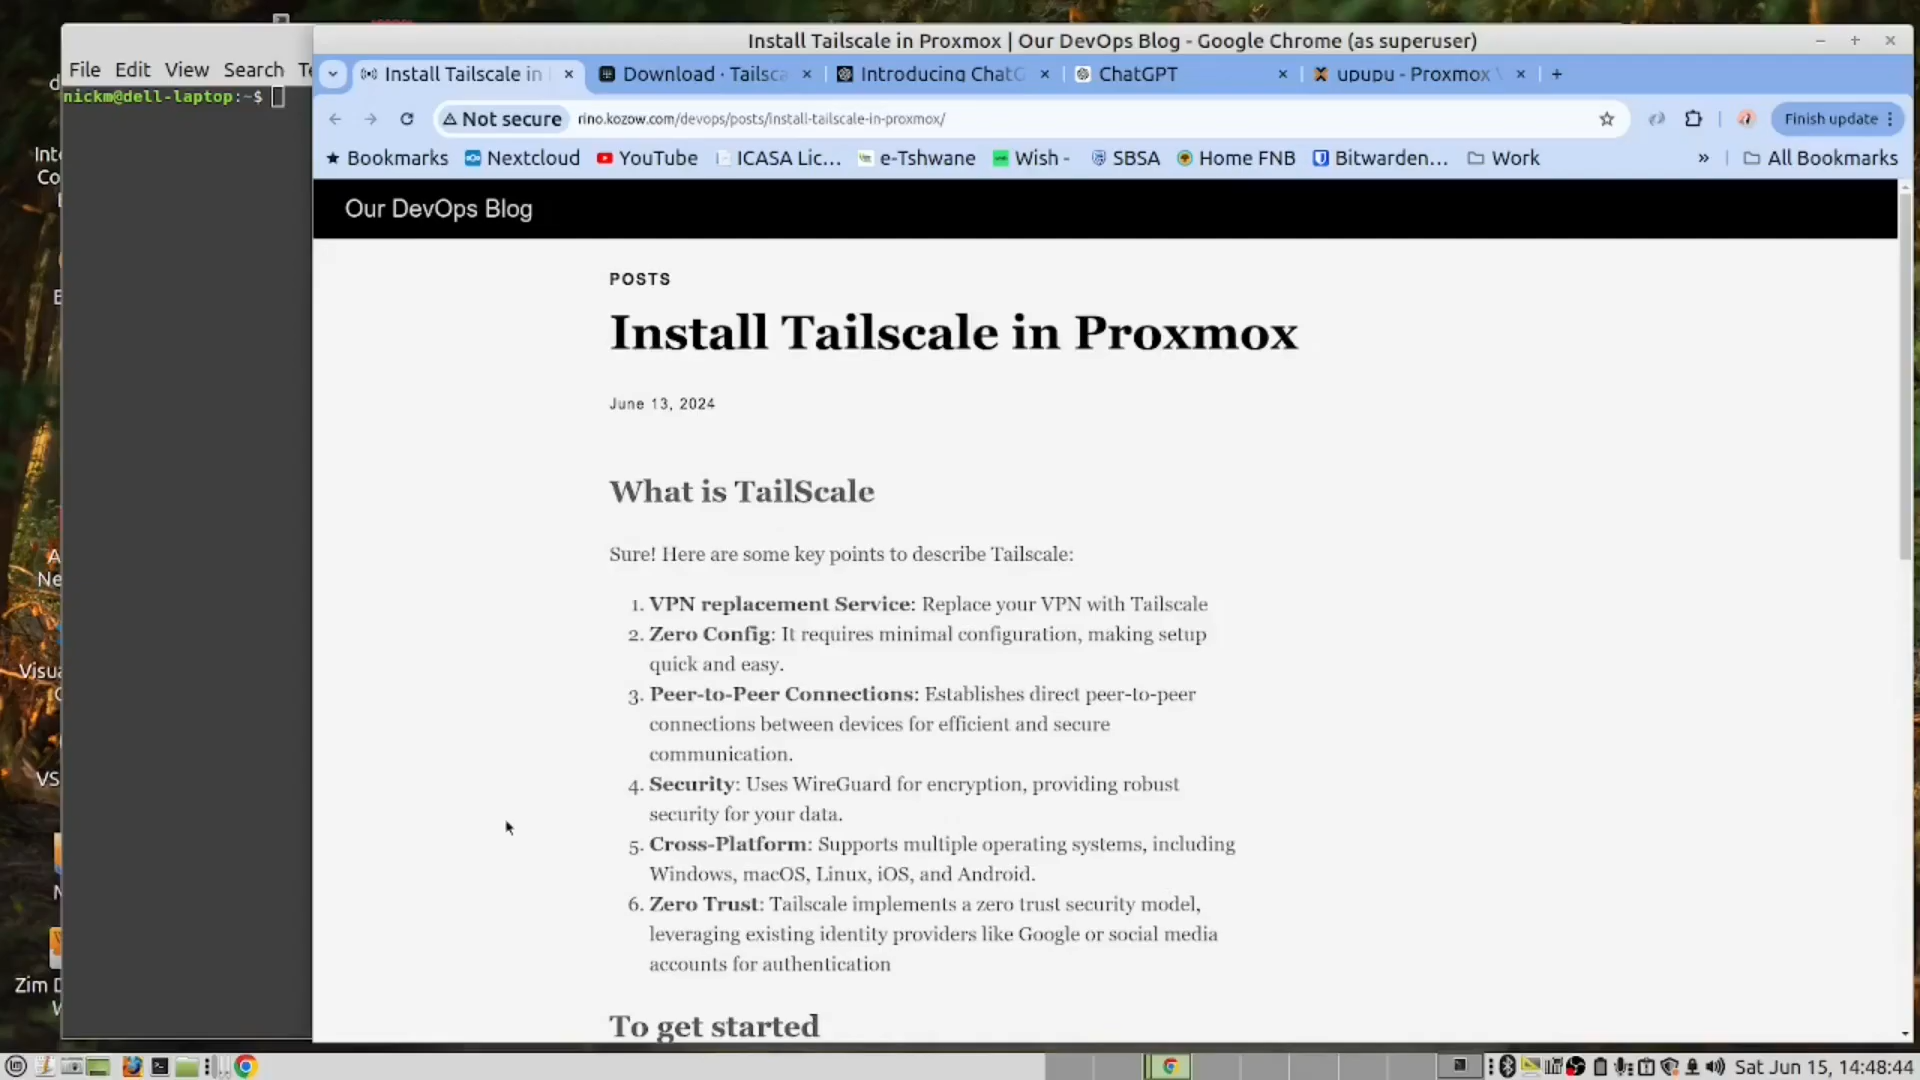 Install Tailscale in Proxmox | Our DevOps Blog - Google Chrome (as superuser)
File Edit View Search
nickm@dell-laptop:~$
Install Tailscale in
Download · Tailsca
Introducing ChatG
ChatGPT
upupu - Proxmox
Not secure
rino.kozow.com/devops/posts/install-tailscale-in-proxmox/
Finish update
Bookmarks
Nextcloud
YouTube
ICASA Lic...
e-Tshwane
Wish -
SBSA
Home FNB
Bitwarden...
Work
»
All Bookmarks
Our DevOps Blog
POSTS
Install Tailscale in Proxmox
June 13, 2024
What is TailScale
Sure! Here are some key points to describe Tailscale:
1. VPN replacement Service: Replace your VPN with Tailscale
2. Zero Config: It requires minimal configuration, making setup
quick and easy.
3. Peer-to-Peer Connections: Establishes direct peer-to-peer
connections between devices for efficient and secure
communication.
4. Security: Uses WireGuard for encryption, providing robust
security for your data.
5. Cross-Platform: Supports multiple operating systems, including
Windows, macOS, Linux, iOS, and Android.
6. Zero Trust: Tailscale implements a zero trust security model,
leveraging existing identity providers like Google or social media
accounts for authentication
To get started
Zim D
Sat Jun 15, 14:48:44